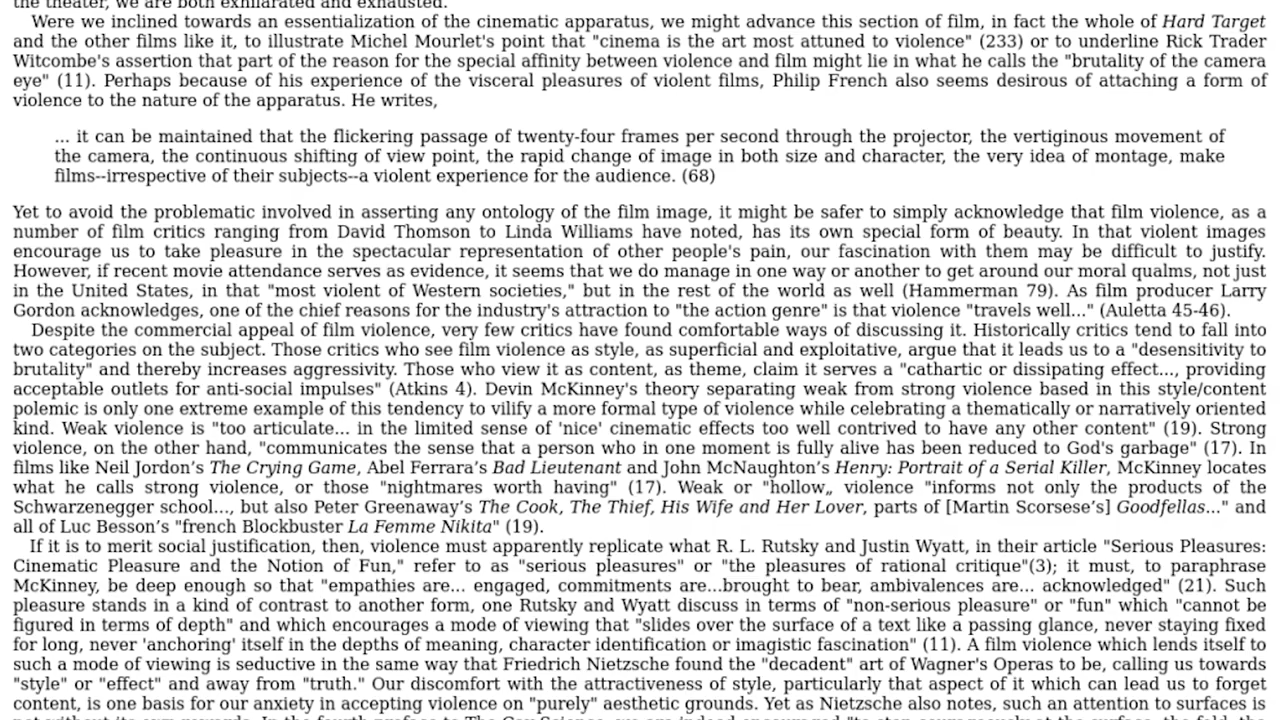 the theater, we are both exhilarated and exhausted.
Were we inclined towards an essentialization of the cinematic apparatus, we might advance this section of film, in fact the whole of Hard Target
and the other films like it, to illustrate Michel Mourlet's point that "cinema is the art most attuned to violence" (233) or to underline Rick Trader
Witcombe's assertion that part of the reason for the special affinity between violence and film might lie in what he calls the "brutality of the camera
eye" (11). Perhaps because of his experience of the visceral pleasures of violent films, Philip French also seems desirous of attaching a form of
violence to the nature of the apparatus. He writes,
... it can be maintained that the flickering passage of twenty-four frames per second through the projector, the vertiginous movement of
the camera, the continuous shifting of view point, the rapid change of image in both size and character, the very idea of montage, make
films--irrespective of their subjects--a violent experience for the audience. (68)
Yet to avoid the problematic involved in asserting any ontology of the film image, it might be safer to simply acknowledge that film violence, as a
number of film critics ranging from David Thomson to Linda Williams have noted, has its own special form of beauty. In that violent images
encourage us to take pleasure in the spectacular representation of other people's pain, our fascination with them may be difficult to justify.
However, if recent movie attendance serves as evidence, it seems that we do manage in one way or another to get around our moral qualms, not just
in the United States, in that "most violent of Western societies," but in the rest of the world as well (Hammerman 79). As film producer Larry
Gordon acknowledges, one of the chief reasons for the industry's attraction to "the action genre" is that violence "travels well..." (Auletta 45-46).
Despite the commercial appeal of film violence, very few critics have found comfortable ways of discussing it. Historically critics tend to fall into
two categories on the subject. Those critics who see film violence as style, as superficial and exploitative, argue that it leads us to a "desensitivity to
brutality" and thereby increases aggressivity. Those who view it as content, as theme, claim it serves a "cathartic or dissipating effect..., providing
acceptable outlets for anti-social impulses" (Atkins 4). Devin McKinney's theory separating weak from strong violence based in this style/content
polemic is only one extreme example of this tendency to vilify a more formal type of violence while celebrating a thematically or narratively oriented
kind. Weak violence is "too articulate... in the limited sense of 'nice' cinematic effects too well contrived to have any other content" (19). Strong
violence, on the other hand, "communicates the sense that a person who in one moment is fully alive has been reduced to God's garbage" (17). In
films like Neil Jordon’s The Crying Game, Abel Ferrara’s Bad Lieutenant and John McNaughton’s Henry: Portrait of a Serial Killer, McKinney locates
what he calls strong violence, or those "nightmares worth having" (17). Weak or "hollow„ violence "informs not only the products of the
Schwarzenegger school..., but also Peter Greenaway’s The Cook, The Thief, His Wife and Her Lover, parts of [Martin Scorsese’s] Goodfellas..." and
all of Luc Besson’s "french Blockbuster La Femme Nikita" (19).
If it is to merit social justification, then, violence must apparently replicate what R. L. Rutsky and Justin Wyatt, in their article "Serious Pleasures:
Cinematic Pleasure and the Notion of Fun," refer to as "serious pleasures" or "the pleasures of rational critique"(3); it must, to paraphrase
McKinney, be deep enough so that "empathies are... engaged, commitments are...brought to bear, ambivalences are... acknowledged" (21). Such
pleasure stands in a kind of contrast to another form, one Rutsky and Wyatt discuss in terms of "non-serious pleasure" or "fun" which "cannot be
figured in terms of depth" and which encourages a mode of viewing that "slides over the surface of a text like a passing glance, never staying fixed
for long, never 'anchoring' itself in the depths of meaning, character identification or imagistic fascination" (11). A film violence which lends itself to
such a mode of viewing is seductive in the same way that Friedrich Nietzsche found the "decadent" art of Wagner's Operas to be, calling us towards
"style" or "effect" and away from "truth." Our discomfort with the attractiveness of style, particularly that aspect of it which can lead us to forget
content, is one basis for our anxiety in accepting violence on "purely" aesthetic grounds. Yet as Nietzsche also notes, such an attention to surfaces is
not without its own rewards. In the fourth preface to The Gay Science, we are indeed encouraged "to stop courageously at the surface, the fold, the